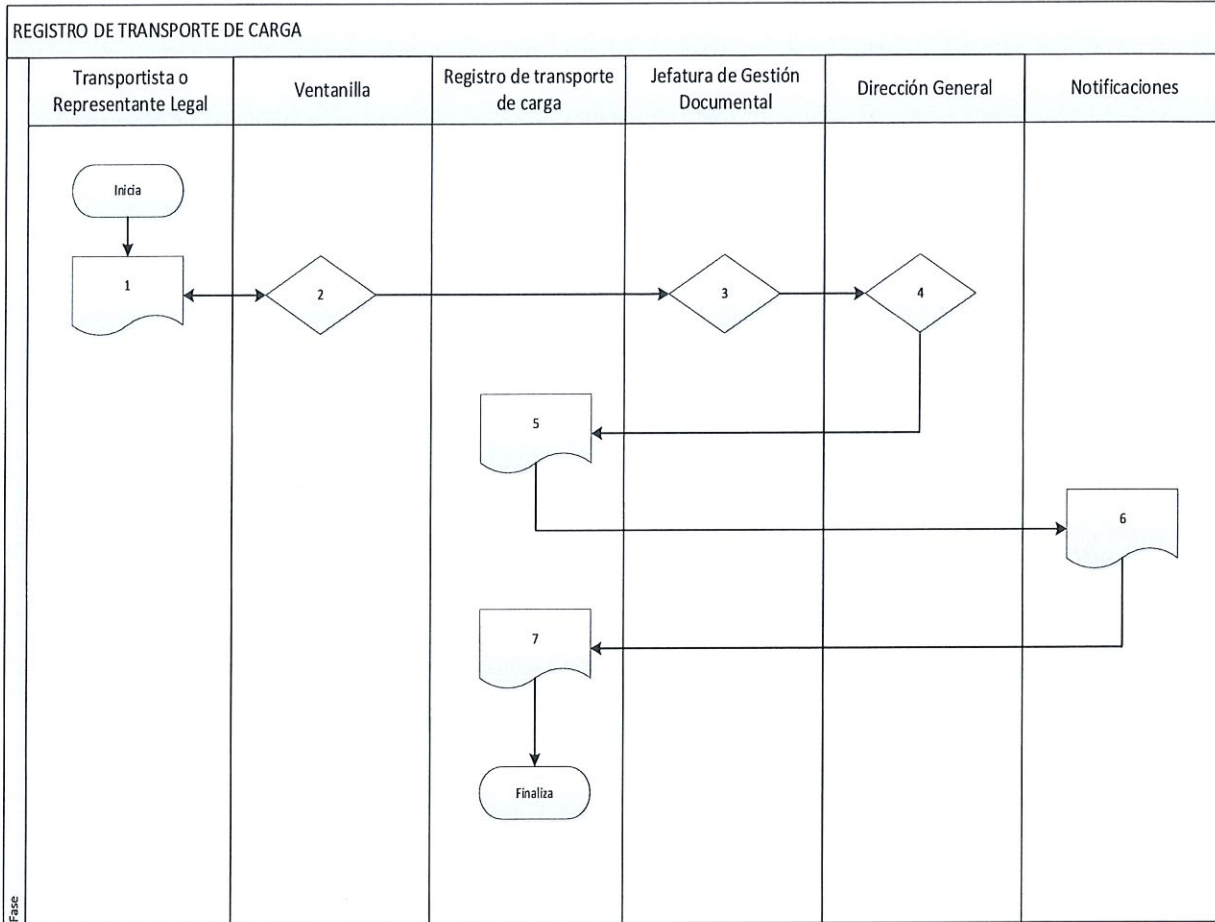 REGISTRO DE TRANSPORTE DE CARGA
Transportista o
Representante Legal
Ventanilla
Registro de transporte
de carga
Jefatura de Gestión
Documental
Dirección General
Notificaciones
Inicia
1
2
3
4
5
6
7
Finaliza
Fase